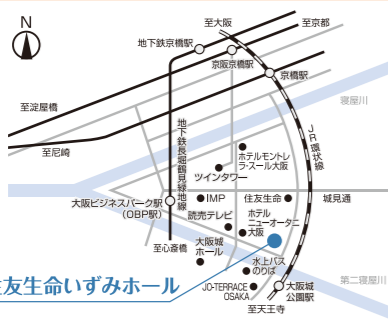 N
至大阪
至京都
地下鉄京橋駅
京阪京橋駅
京橋駅
至淀屋橋
寝屋川
至尼崎
地下鉄長堀鶴見緑地線
JR環状線
ホテルモントレ
ラ・スール大阪
ツインタワー
大阪ビジネスパーク駅
(OBP駅)
IMP
住友生命
城見通
読売テレビ
ホテル
ニューオータニ
大阪
至心斎橋
大阪城
ホール
水上バス
のりば
住友生命いずみホール
JO-TERRACE
OSAKA
大阪城
公園駅
第二寝屋川
至天王寺